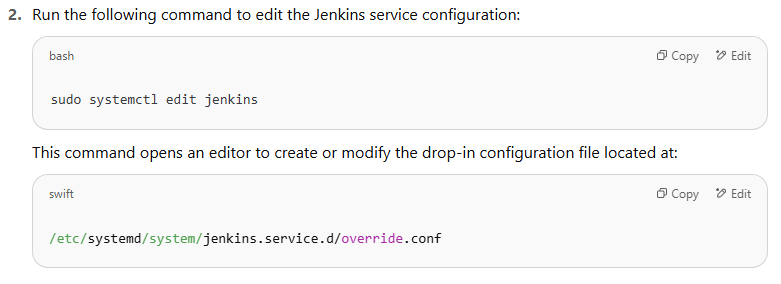 2. Run the following command to edit the Jenkins service configuration:
bash Copy Edit
sudo systemctl edit jenkins
This command opens an editor to create or modify the drop-in configuration file located at:
swift Copy Edit
/etc/systemd/system/jenkins.service.d/override.conf